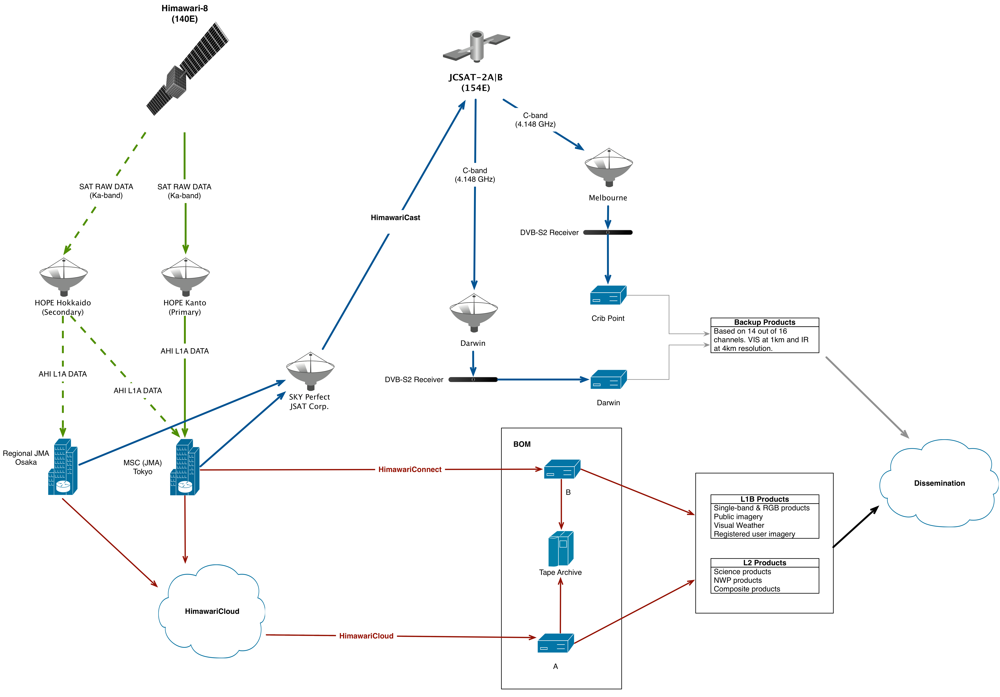 Himawari-8
(140E)
JCSAT-2A|B
(154E)
C-band
(4.148 GHz)
C-band
(4.148 GHz)
SAT RAW DATA
(Ka-band)
SAT RAW DATA
(Ka-band)
Melbourne
HimawariCast
DVB-S2 Receiver
HOPE Hokkaido
(Secondary)
HOPE Kanto
(Primary)
Crib Point
Backup Products
Based on 14 out of 16
channels. VIS at 1km and IR
at 4km resolution.
Darwin
AHI L1A DATA
AHI L1A DATA
AHI L1A DATA
DVB-S2 Receiver
SKY Perfect
JSAT Corp.
Darwin
BOM
Regional JMA
Osaka
MSC (JMA)
Tokyo
HimawariConnect
B
Dissemination
L1B Products
Single-band & RGB products
Public imagery
Visual Weather
Registered user imagery
Tape Archive
L2 Products
Science products
NWP products
Composite products
HimawariCloud
HimawariCloud
A